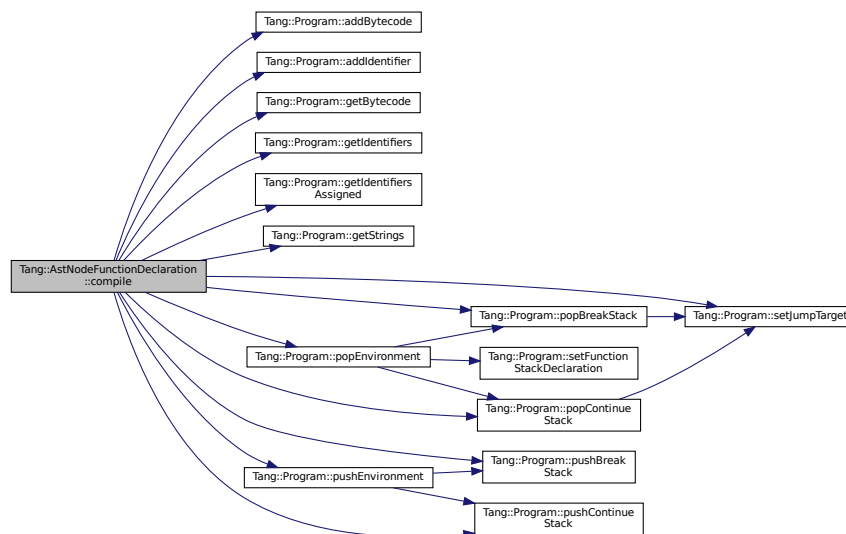 Tang::Program::addBytecode
Tang::Program::addIdentifier
Tang::Program::getBytecode
Tang::Program::getIdentifiers
Tang::Program::getIdentifiers
Assigned
Tang::Program::getStrings
Tang::AstNodeFunctionDeclaration
::compile
Tang::Program::popBreakStack
Tang::Program::setJumpTarget
Tang::Program::popEnvironment
Tang::Program::setFunction
StackDeclaration
Tang::Program::popContinue
Stack
Tang::Program::pushBreak
Stack
Tang::Program::pushEnvironment
Tang::Program::pushContinue
Stack